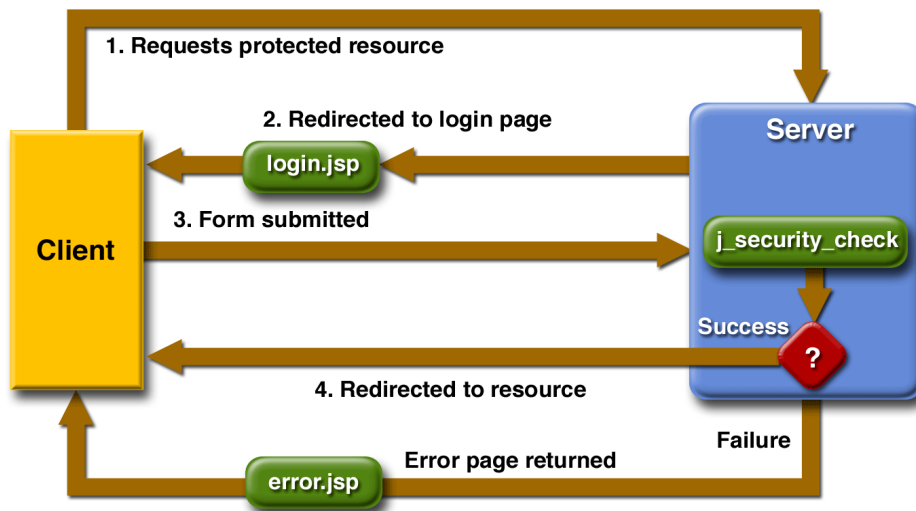 1. Requests protected resource
2. Redirected to login page
Server
login.jsp
3. Form submitted
j_security_check
Client
Success
?
4. Redirected to resource
Failure
Error page returned
error.jsp